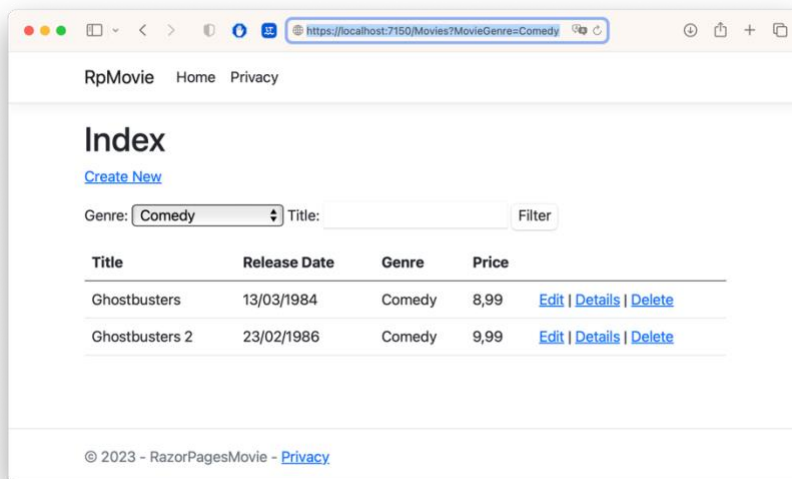 https://localhost:7150/Movies?MovieGenre=Comedy
RpMovie Home Privacy
Index
Create New
Genre: Comedy Title: Filter
Title Release Date Genre Price
Ghostbusters 13/03/1984 Comedy 8,99 Edit | Details | Delete
Ghostbusters 2 23/02/1986 Comedy 9,99 Edit | Details | Delete
© 2023 - RazorPagesMovie - Privacy